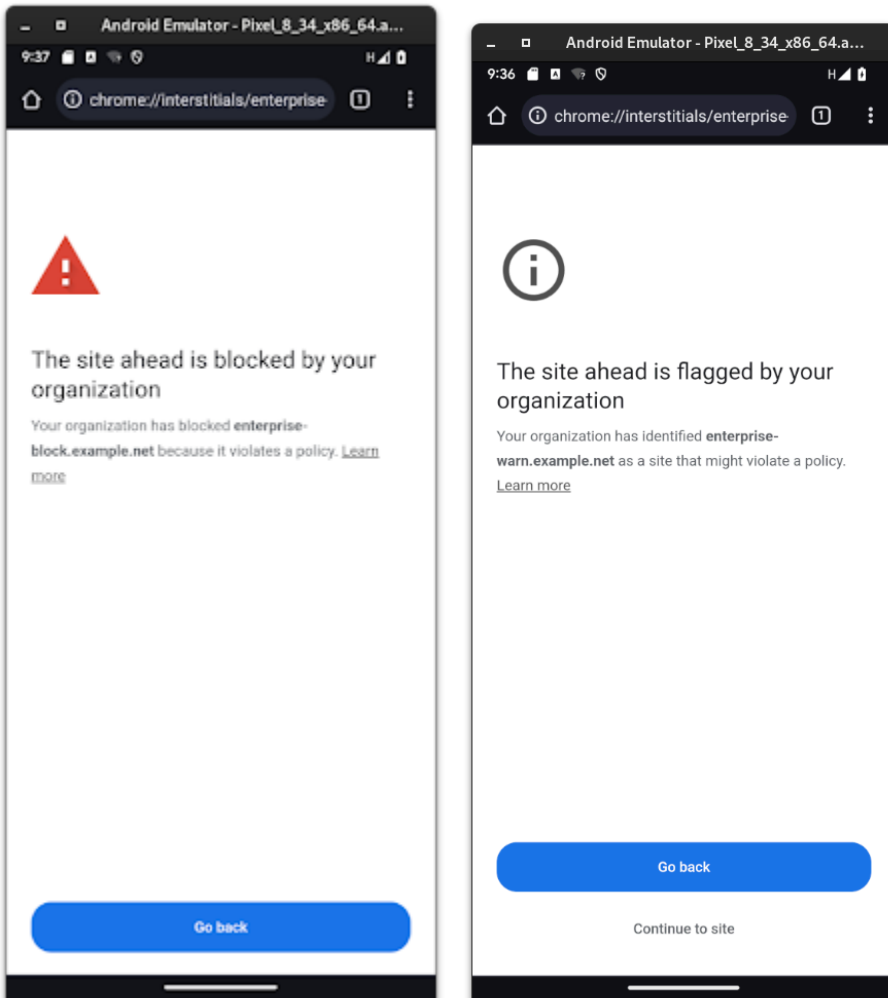 Android Emulator - Pixel_8_34_x86_64.a...
9:37
H
chrome://interstitials/enterprise-
1
The site ahead is blocked by your
organization
Your organization has blocked enterprise-
block.example.net because it violates a policy. Learn
more
Go back
Android Emulator - Pixel_8_34_x86_64.a...
9:36
H
chrome://interstitials/enterprise-
1
The site ahead is flagged by your
organization
Your organization has identified enterprise-
warn.example.net as a site that might violate a policy.
Learn more
Go back
Continue to site